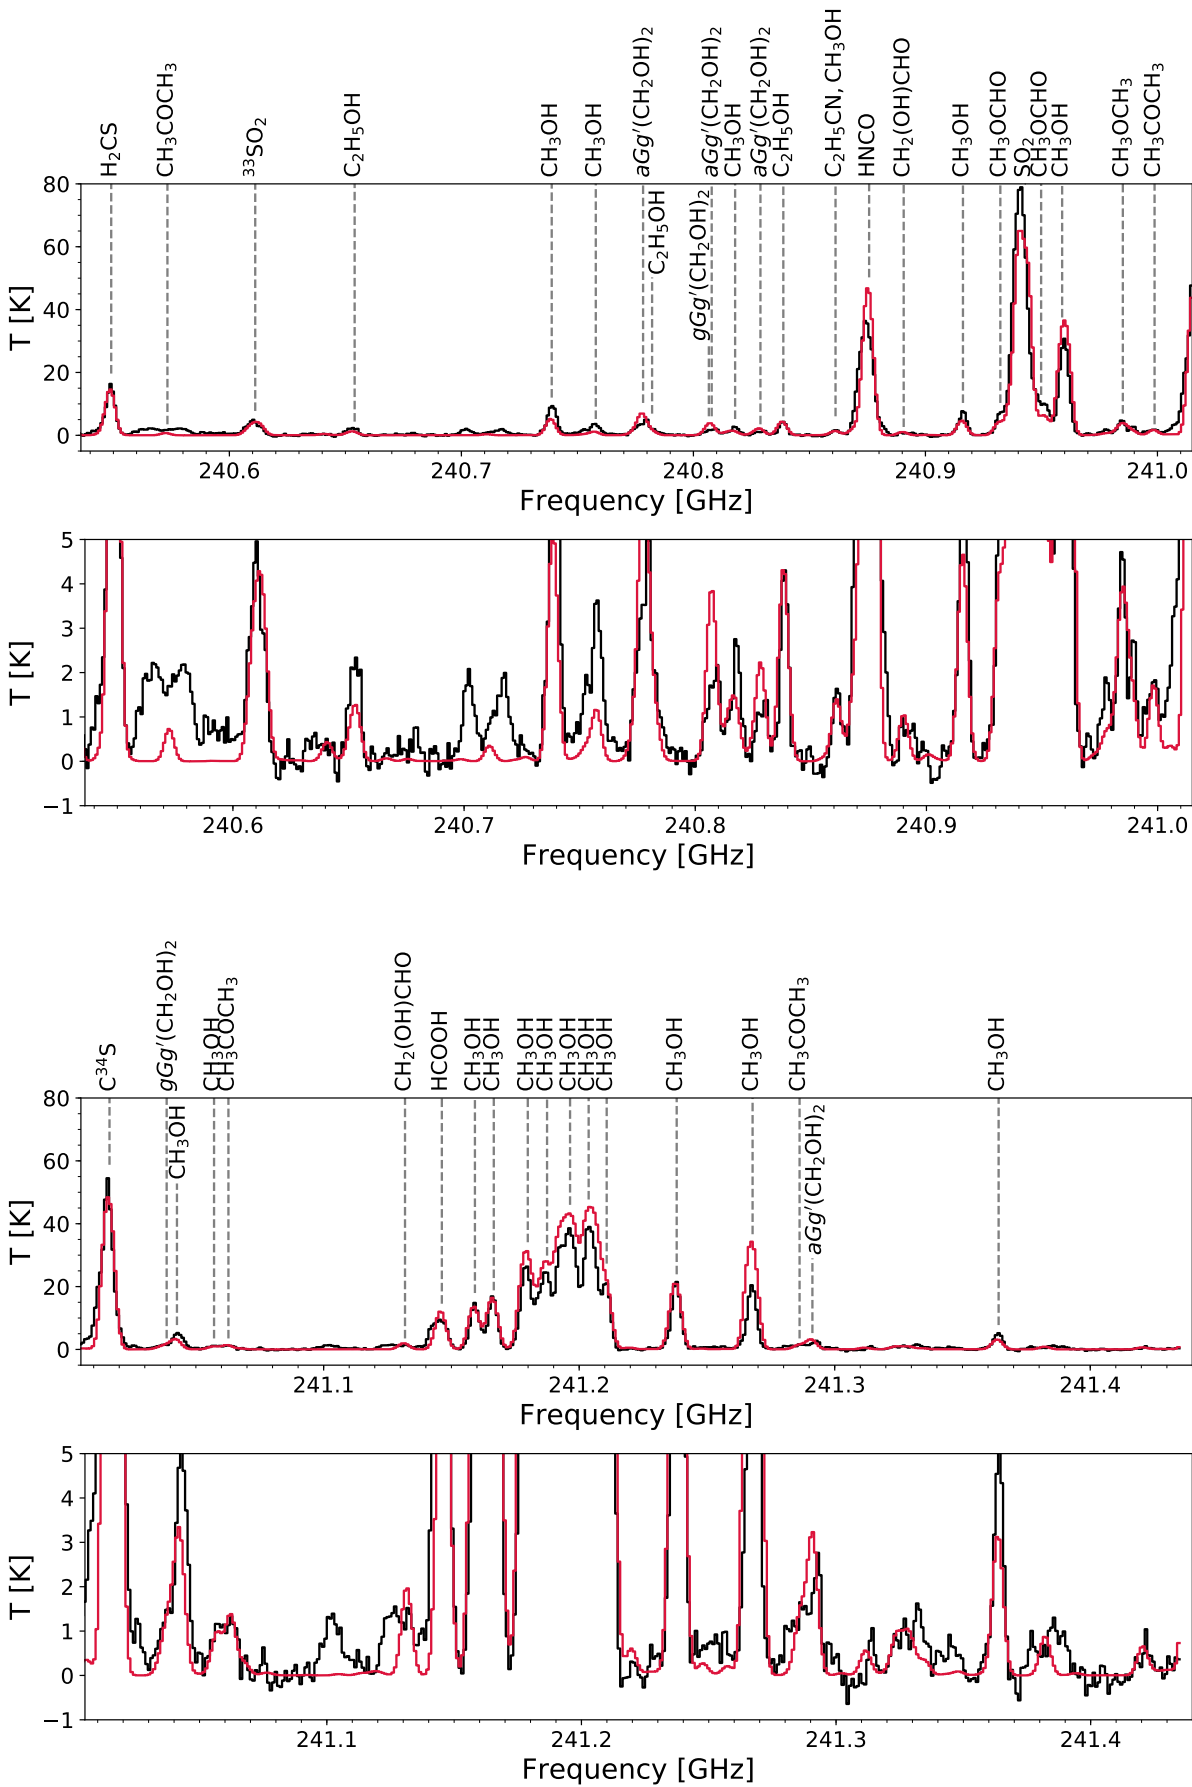 H₂CS
CH₃COCH₃
³³SO₂
C₂H₅OH
CH₃OH
CH₃OH
aGg′(CH₂OH)₂
aGg′(CH₂OH)₂
CH₃OH
aGg′(CH₂OH)₂
C₂H₅OH
C₂H₅CN, CH₃OH
HNCO
CH₂(OH)CHO
CH₃OH
CH₃OCHO
SO₂
CH₃OCHO
CH₃OH
CH₃OCH₃
CH₃COCH₃
C₂H₅OH
gGg′(CH₂OH)₂
80
60
40
20
0
T [K]
240.6 240.7 240.8 240.9 241.0
Frequency [GHz]
5
4
3
2
1
0
−1
T [K]
240.6 240.7 240.8 240.9 241.0
Frequency [GHz]
C³⁴S
gGg′(CH₂OH)₂
CH₃OH
CH₃COCH₃
CH₂(OH)CHO
HCOOH
CH₃OH
CH₃OH
CH₃OH
CH₃OH
CH₃OH
CH₃OH
CH₃OH
CH₃OH
CH₃OH
CH₃COCH₃
CH₃OH
CH₃OH
aGg′(CH₂OH)₂
80
60
40
20
0
T [K]
241.1 241.2 241.3 241.4
Frequency [GHz]
5
4
3
2
1
0
−1
T [K]
241.1 241.2 241.3 241.4
Frequency [GHz]